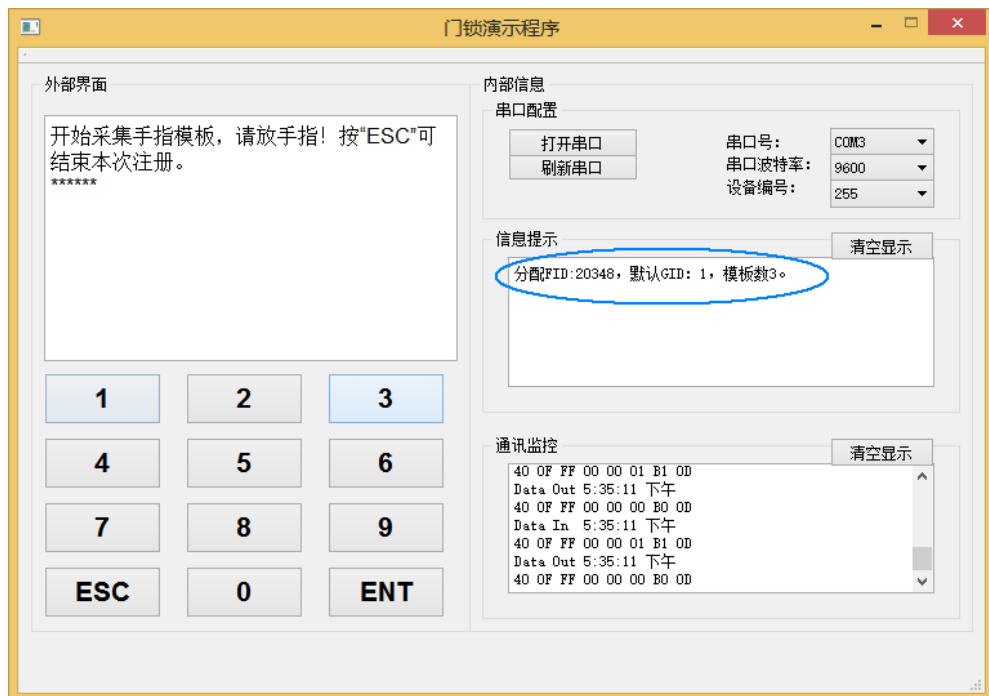 门锁演示程序
外部界面
开始采集手指模板，请放手指！按“ESC”可
结束本次注册。
******
1 2 3
4 5 6
7 8 9
ESC 0 ENT
内部信息
串口配置
打开串口
刷新串口
串口号： COM3
串口波特率： 9600
设备编号： 255
信息提示
清空显示
分配FID:20348，默认GID：1，模板数3。
通讯监控
清空显示
40 0F FF 00 00 01 B1 0D
Data Out 5:35:11 下午
40 0F FF 00 00 00 B0 0D
Data In 5:35:11 下午
40 0F FF 00 00 01 B1 0D
Data Out 5:35:11 下午
40 0F FF 00 00 00 B0 0D